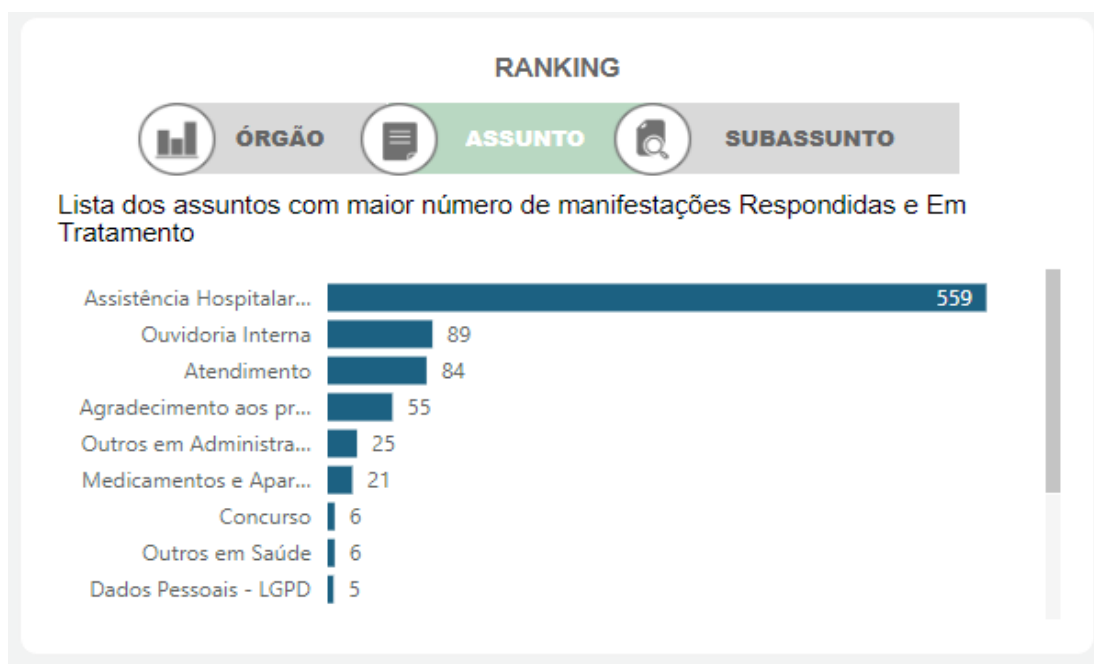 RANKING
ÓRGÃO ASSUNTO SUBASSUNTO
Lista dos assuntos com maior número de manifestações Respondidas e Em
Tratamento
Assistência Hospitalar... 559
Ouvidoria Interna 89
Atendimento 84
Agradecimento aos pr... 55
Outros em Administra... 25
Medicamentos e Apar... 21
Concurso 6
Outros em Saúde 6
Dados Pessoais - LGPD 5